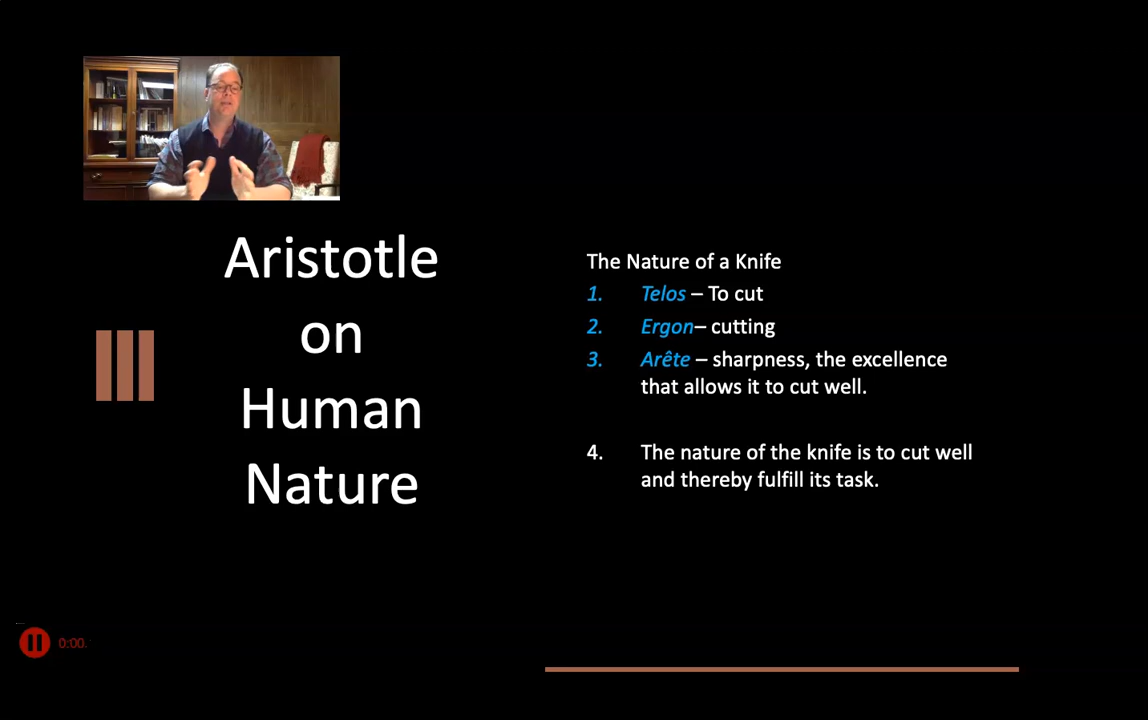 Aristotle
on
Human
Nature
The Nature of a Knife
1. Telos – To cut
2. Ergon– cutting
3. Arête – sharpness, the excellence
that allows it to cut well.
4. The nature of the knife is to cut well
and thereby fulfill its task.
0:00.